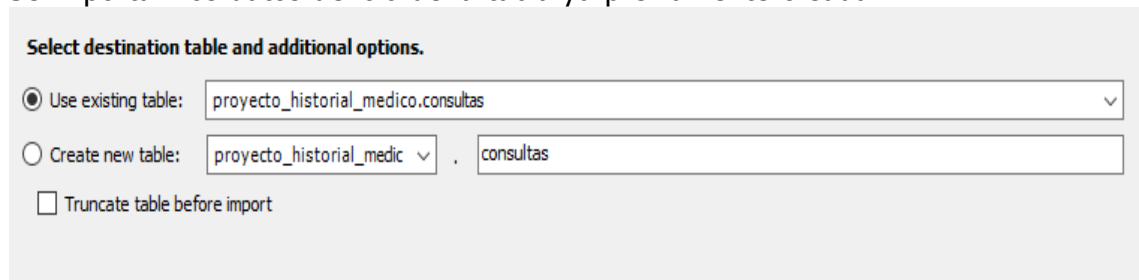 Select destination table and additional options.
Use existing table: proyecto_historial_medico.consultas
Create new table: proyecto_historial_medic . consultas
Truncate table before import